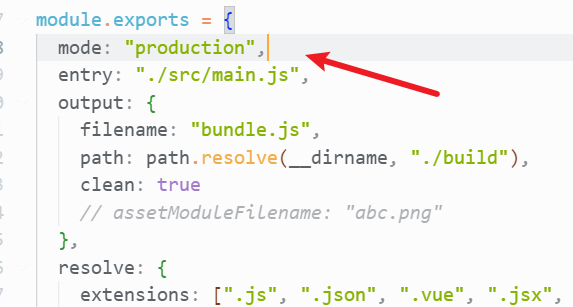 module.exports = {
mode: "production",
entry: "./src/main.js",
output: {
filename: "bundle.js",
path: path.resolve(__dirname, "./build"),
clean: true
// assetModuleFilename: "abc.png"
},
resolve: {
extensions: [".js", ".json", ".vue", ".jsx",